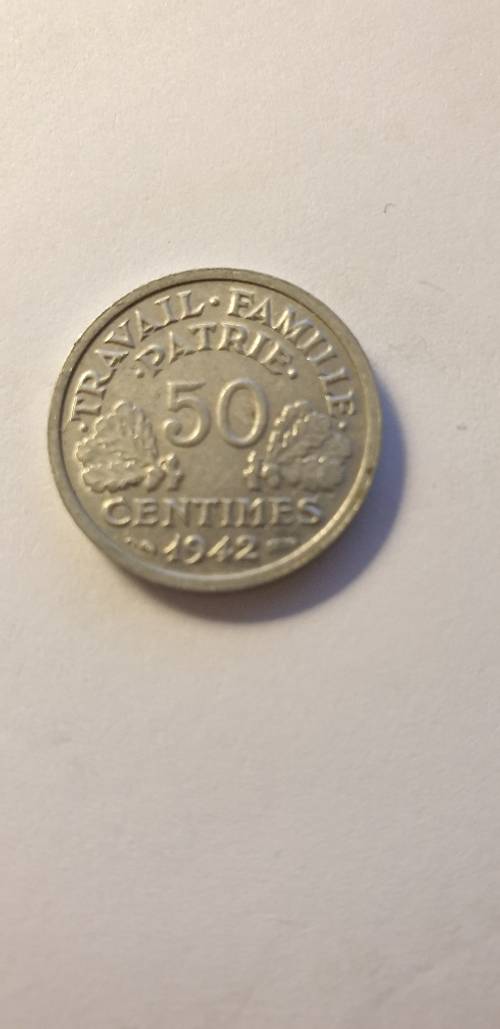 ·TRAVAIL·FAMILLE·
·PATRIE·
50
CENTIMES
1942